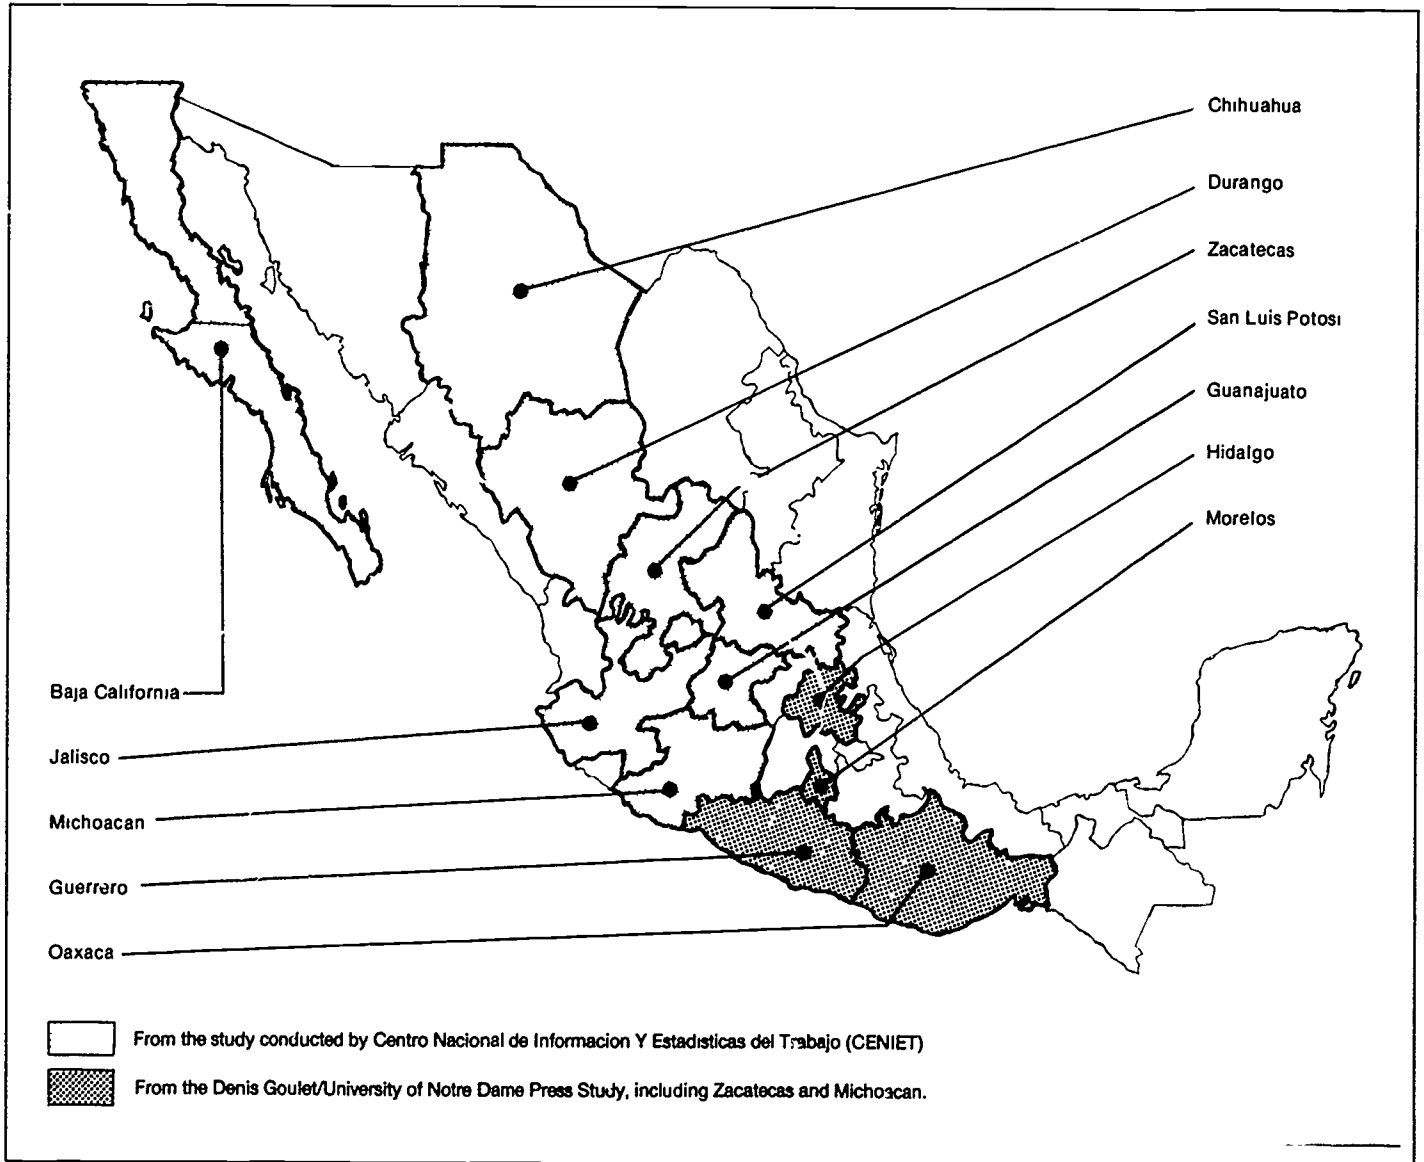 Chihuahua
Durango
Zacatecas
San Luis Potosi
Guanajuato
Hidalgo
Morelos
Baja California
Jalisco
Michoacan
Guerrero
Oaxaca
From the study conducted by Centro Nacional de Informacion Y Estadisticas del Trabajo (CENIET)
From the Denis Goulet/University of Notre Dame Press Study, including Zacatecas and Michoacan.